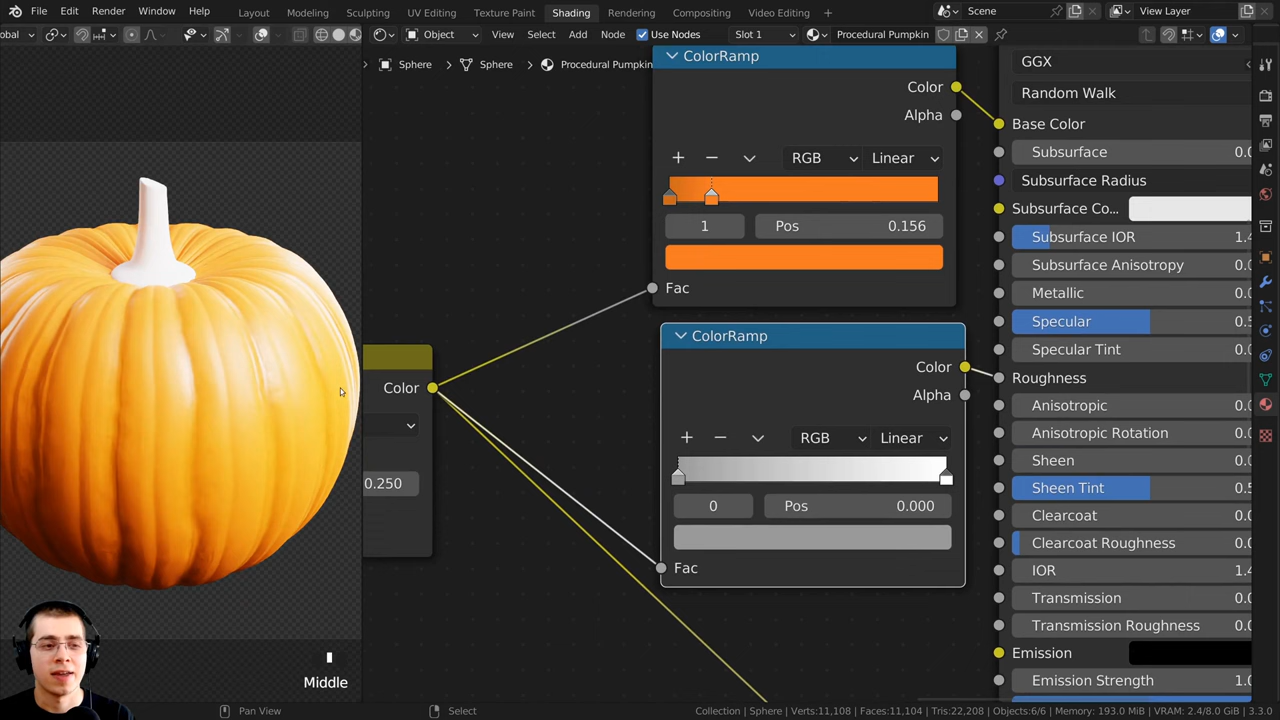 File Edit Render Window Help Layout Modeling Sculpting UV Editing Texture Paint Shading Rendering Compositing Video Editing Scene View Layer
Object View Select Add Node Use Nodes Slot 1 Procedural Pumpkin
Sphere Sphere Procedural Pumpkin
ColorRamp
Color
Alpha
RGB Linear
1 Pos 0.156
Fac
ColorRamp
Color
Alpha
RGB Linear
0 Pos 0.000
Fac
Color
0.250
GGX
Random Walk
Base Color
Subsurface
Subsurface Radius
Subsurface Co...
Subsurface IOR
Subsurface Anisotropy
Metallic
Specular
Specular Tint
Roughness
Anisotropic
Anisotropic Rotation
Sheen
Sheen Tint
Clearcoat
Clearcoat Roughness
IOR
Transmission
Transmission Roughness
Emission
Emission Strength
Middle
Pan View Select Collection | Sphere | Verts:11,108 | Faces:11,104 | Tris:22,208 | Objects:6/6 | Memory: 193.0 MiB | VRAM: 2.4/8.0 GiB | 3.3.0